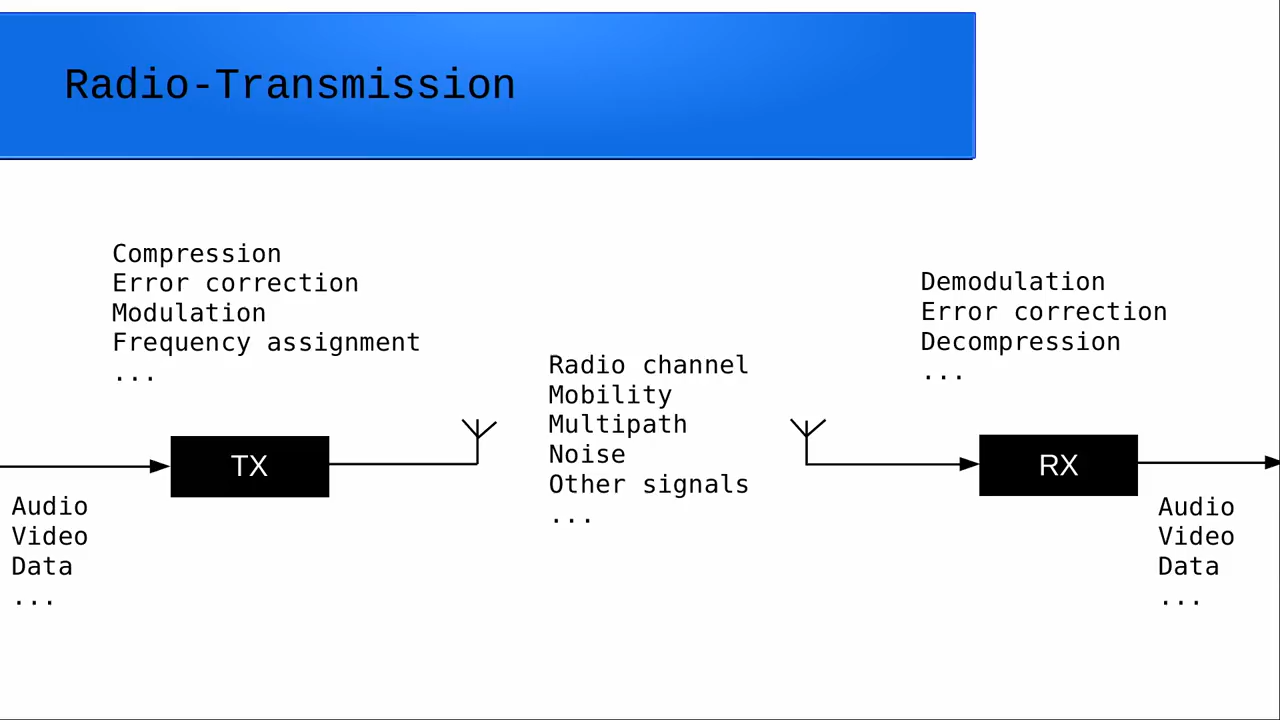 Radio-Transmission
Compression
Error correction
Modulation
Frequency assignment
...
TX
Audio
Video
Data
...
Radio channel
Mobility
Multipath
Noise
Other signals
...
Demodulation
Error correction
Decompression
...
RX
Audio
Video
Data
...